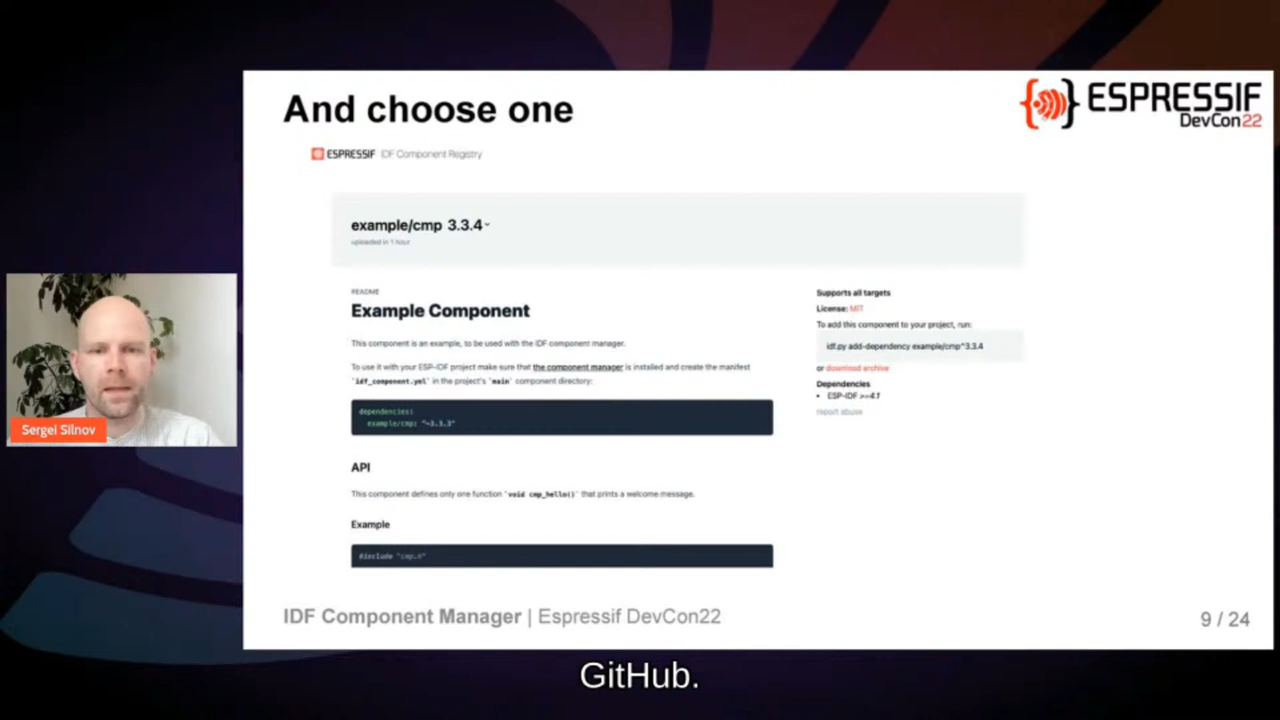 And choose one
ESPRESSIF
DevCon22
ESPRESSIF IDF Component Registry
example/cmp 3.3.4
uploaded in 1 hour
README
Example Component
This component is an example, to be used with the IDF component manager.
To use it with your ESP-IDF project make sure that the component manager is installed and create the manifest
`idf_component.yml` in the project's `main` component directory:
dependencies:
example/cmp: "~3.3.3"
API
This component defines only one function `void cmp_hello()` that prints a welcome message.
Example
#include "cmp.h"
Supports all targets
License: MIT
To add this component to your project, run:
idf.py add-dependency example/cmp^3.3.4
or download archive
Dependencies
• ESP-IDF >=4.1
report abuse
Sergei Silnov
IDF Component Manager | Espressif DevCon22
9 / 24
GitHub.